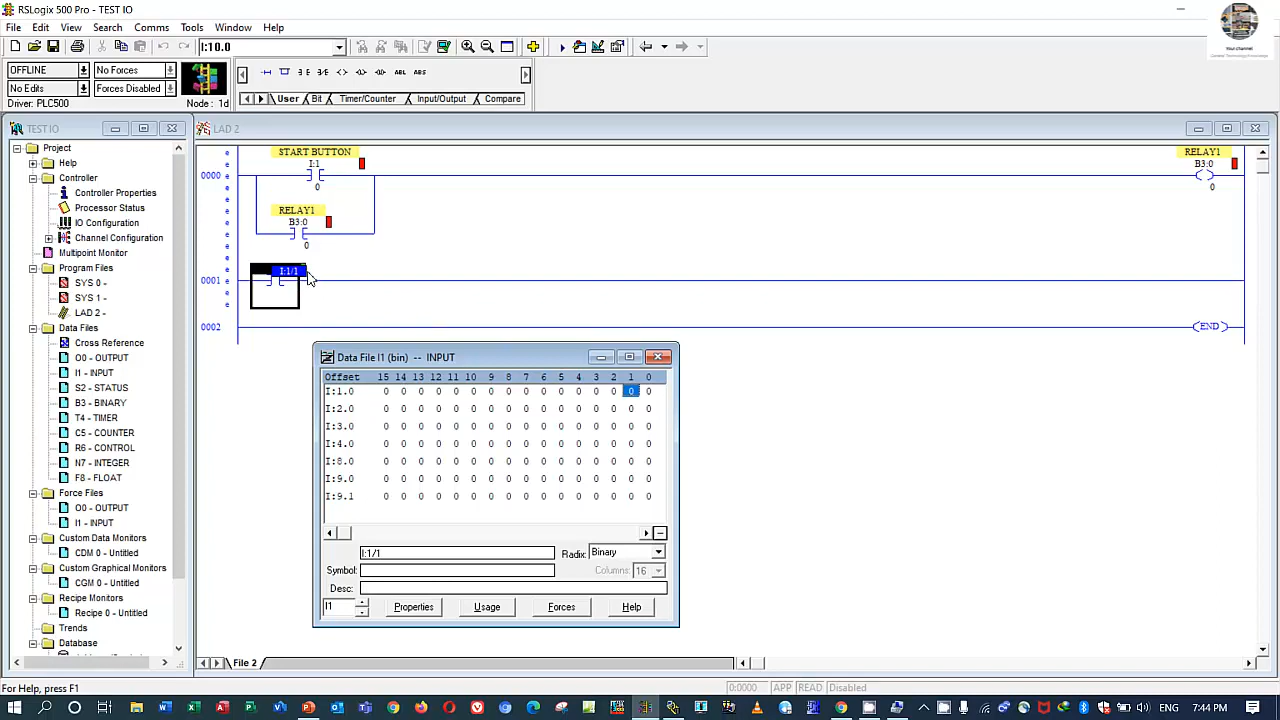 RSLogix 500 Pro - TEST IO
File Edit View Search Comms Tools Window Help
I:10.0
Your channel
OFFLINE No Forces
No Edits Forces Disabled
Driver: PLC500 Node: 1d
ABL ABS
User Bit Timer/Counter Input/Output Compare
TEST IO
Project
Help
Controller
Controller Properties
Processor Status
IO Configuration
Channel Configuration
Multipoint Monitor
Program Files
SYS 0 -
SYS 1 -
LAD 2 -
Data Files
Cross Reference
O0 - OUTPUT
I1 - INPUT
S2 - STATUS
B3 - BINARY
T4 - TIMER
C5 - COUNTER
R6 - CONTROL
N7 - INTEGER
F8 - FLOAT
Force Files
O0 - OUTPUT
I1 - INPUT
Custom Data Monitors
CDM 0 - Untitled
Custom Graphical Monitors
CGM 0 - Untitled
Recipe Monitors
Recipe 0 - Untitled
Trends
Database
LAD 2
START BUTTON
I:1
0
RELAY1
B3:0
0
0000
RELAY1
B3:0
0
e
e
e
e
e
e
e
e
e
e
e
e
e
I:1/1
0001
0002
END
Data File I1 (bin) -- INPUT
Offset 15 14 13 12 11 10 9 8 7 6 5 4 3 2 1 0
I:1.0 0 0 0 0 0 0 0 0 0 0 0 0 0 0 0 0
I:2.0 0 0 0 0 0 0 0 0 0 0 0 0 0 0 0 0
I:3.0 0 0 0 0 0 0 0 0 0 0 0 0 0 0 0 0
I:4.0 0 0 0 0 0 0 0 0 0 0 0 0 0 0 0 0
I:8.0 0 0 0 0 0 0 0 0 0 0 0 0 0 0 0 0
I:9.0 0 0 0 0 0 0 0 0 0 0 0 0 0 0 0 0
I:9.1 0 0 0 0 0 0 0 0 0 0 0 0 0 0 0 0
I:1/1 Radix: Binary
Symbol: Columns: 16
Desc:
I1 Properties Usage Forces Help
File 2
For Help, press F1
0:0000 APP READ Disabled
7:44 PM